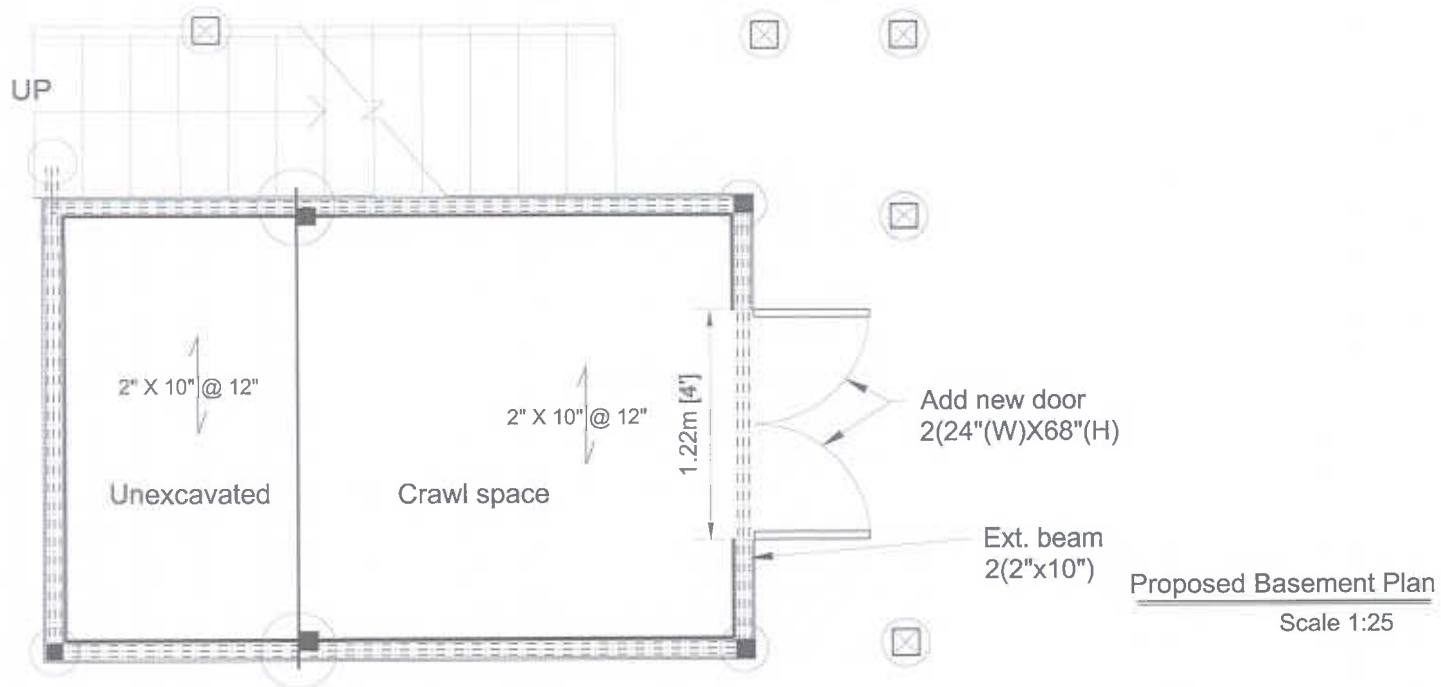 UP
2" X 10" @ 12"
2" X 10" @ 12"
1.22m [4']
Add new door
2(24"(W)X68"(H)
Unexcavated
Crawl space
Ext. beam
2(2"x10")
Proposed Basement Plan
Scale 1:25